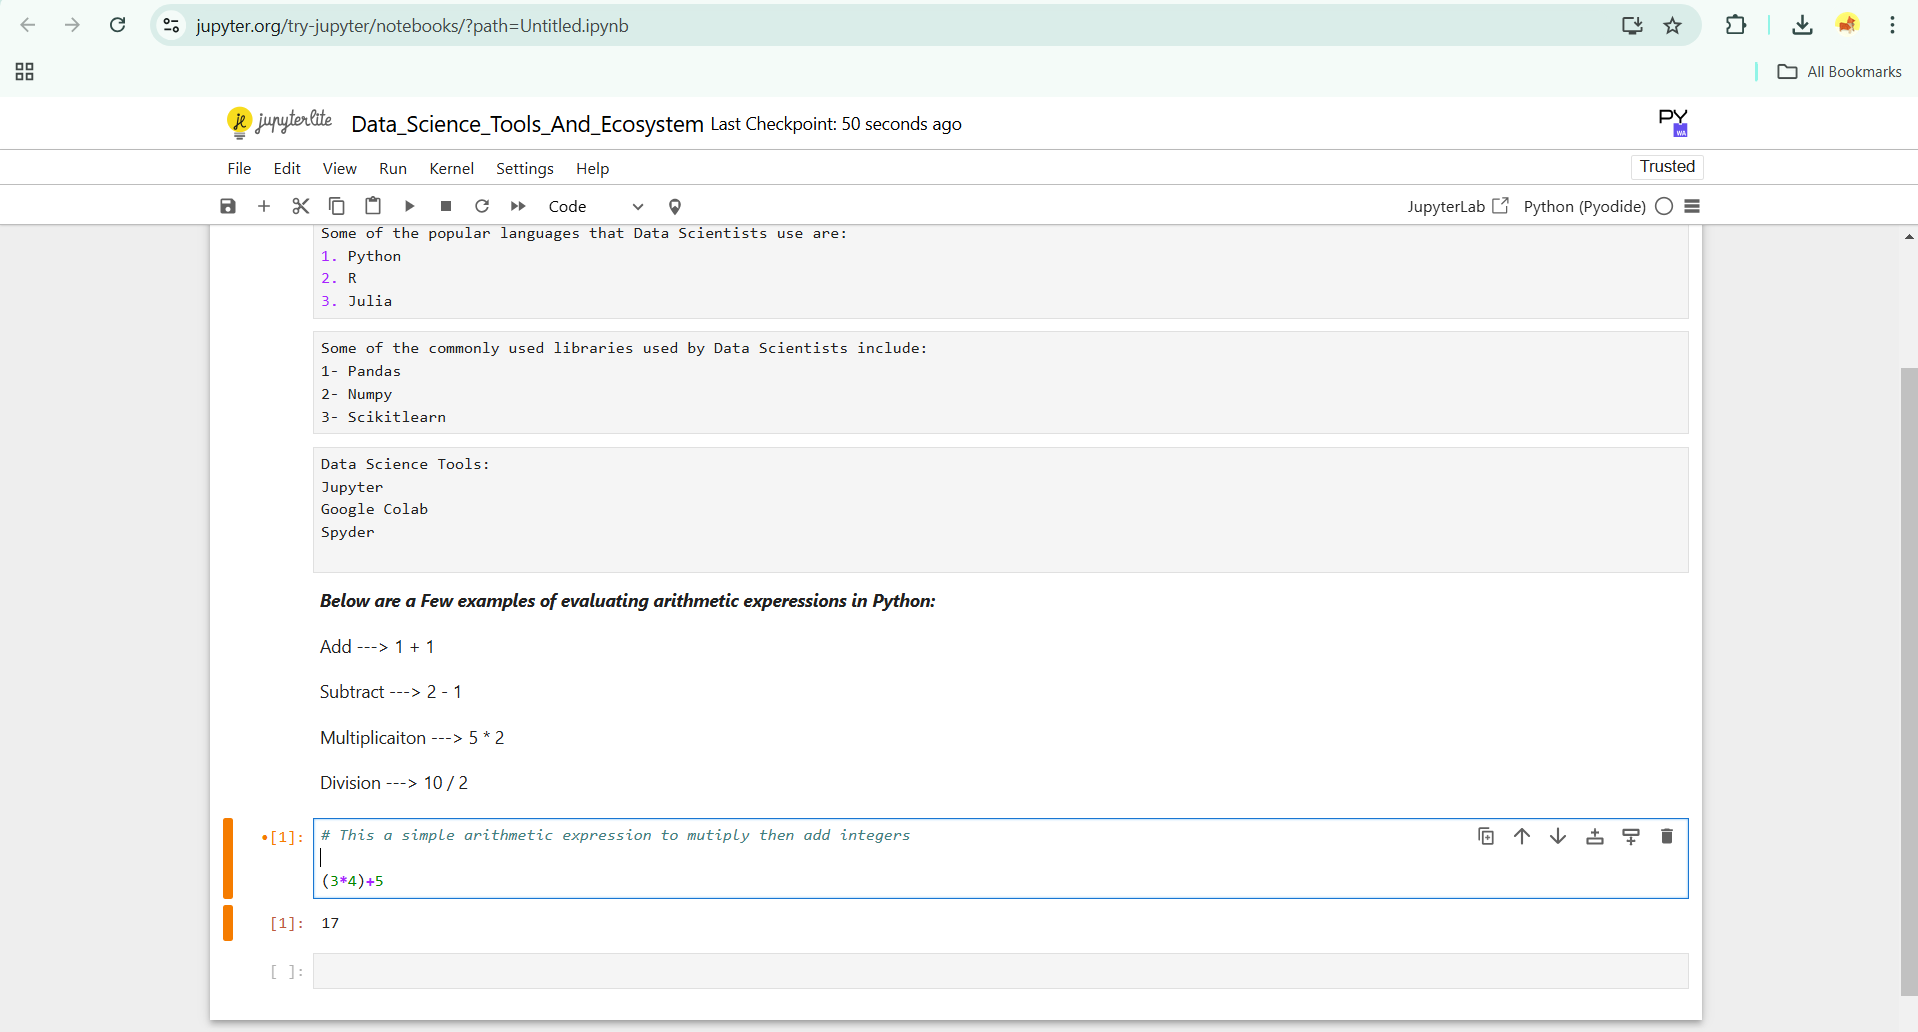 jupyter.org/try-jupyter/notebooks/?path=Untitled.ipynb
All Bookmarks
jupyterlite Data_Science_Tools_And_Ecosystem Last Checkpoint: 50 seconds ago PY WA
File Edit View Run Kernel Settings Help Trusted
Code JupyterLab Python (Pyodide)
Some of the popular languages that Data Scientists use are:
1. Python
2. R
3. Julia
Some of the commonly used libraries used by Data Scientists include:
1- Pandas
2- Numpy
3- Scikitlearn
Data Science Tools:
Jupyter
Google Colab
Spyder
Below are a Few examples of evaluating arithmetic experessions in Python:
Add ---> 1 + 1
Subtract ---> 2 - 1
Multiplicaiton ---> 5 * 2
Division ---> 10 / 2
•[1]: # This a simple arithmetic expression to mutiply then add integers
(3*4)+5
[1]: 17
[ ]: